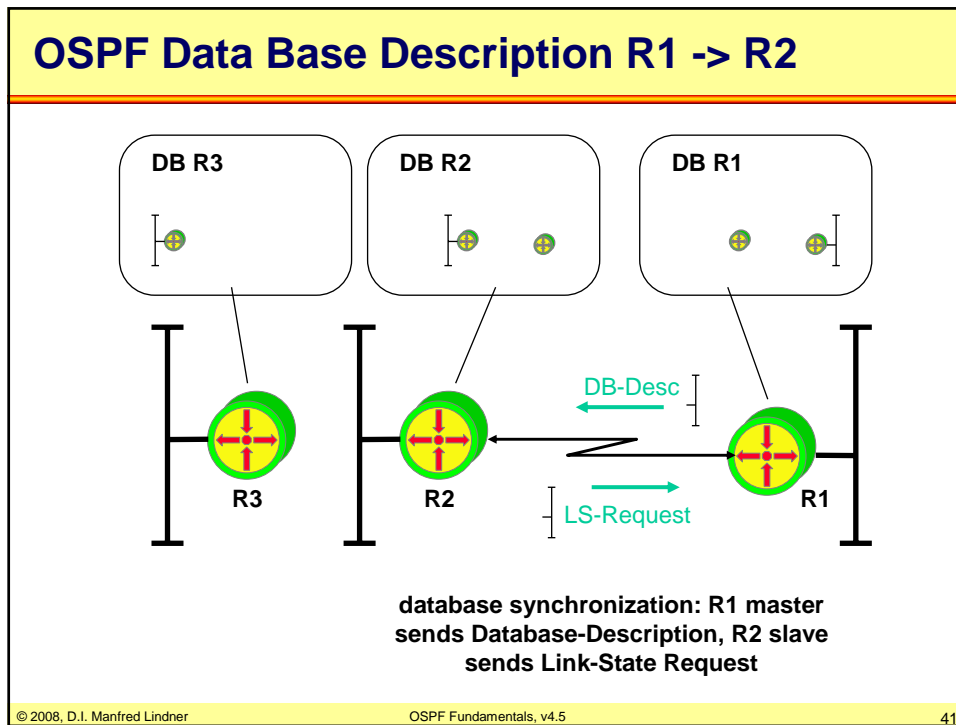 OSPF Data Base Description R1 -> R2
DB R3
DB R2
DB R1
DB-Desc
R3
R2
LS-Request
R1
database synchronization: R1 master
sends Database-Description, R2 slave
sends Link-State Request
© 2008, D.I. Manfred Lindner
OSPF Fundamentals, v4.5
41